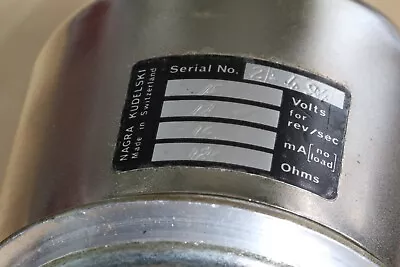 NAGRA KUDELSKI
Made in Switzerland
Serial No.
Volts
for
rev/sec
mA [no load]
Ohms